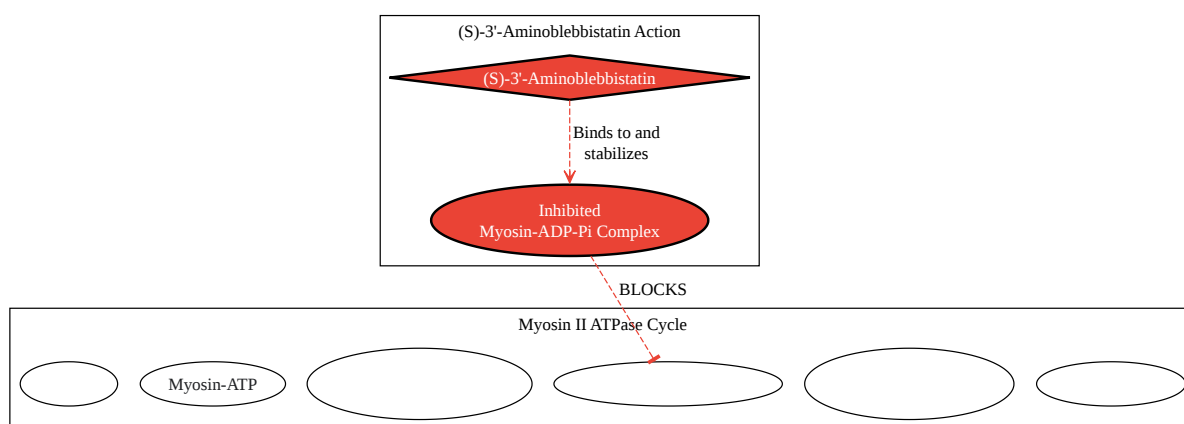 (S)-3'-Aminoblebbistatin Action
(S)-3'-Aminoblebbistatin
Binds to and
stabilizes
Inhibited
Myosin-ADP-Pi Complex
BLOCKS
Myosin II ATPase Cycle
Myosin-ATP